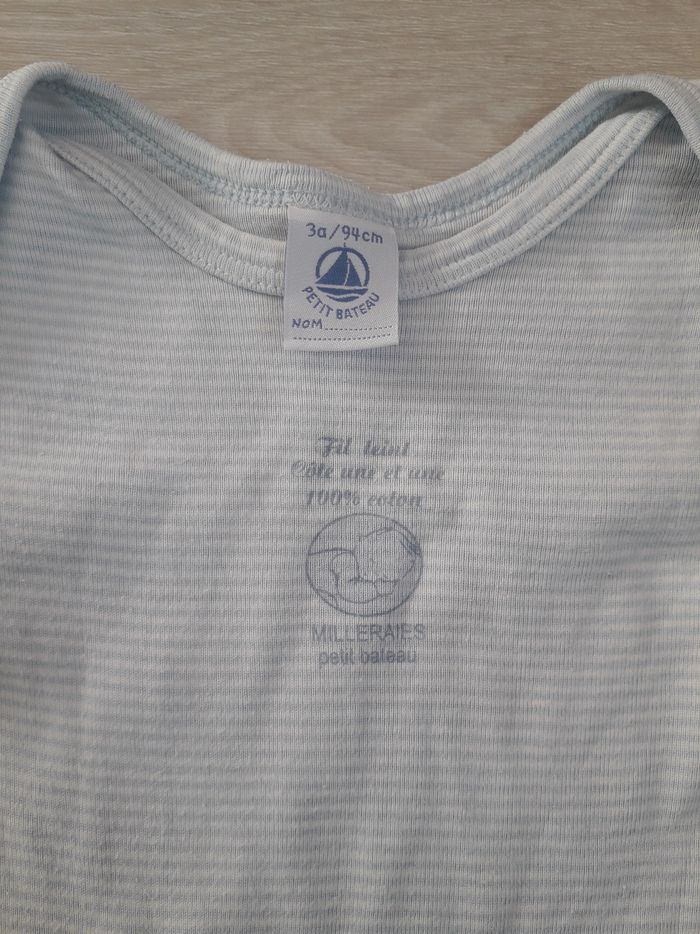 3a/94cm
PETIT BATEAU
NOM
Fil teint
Côte une et une
100% coton
MILLERAIES
petit bateau